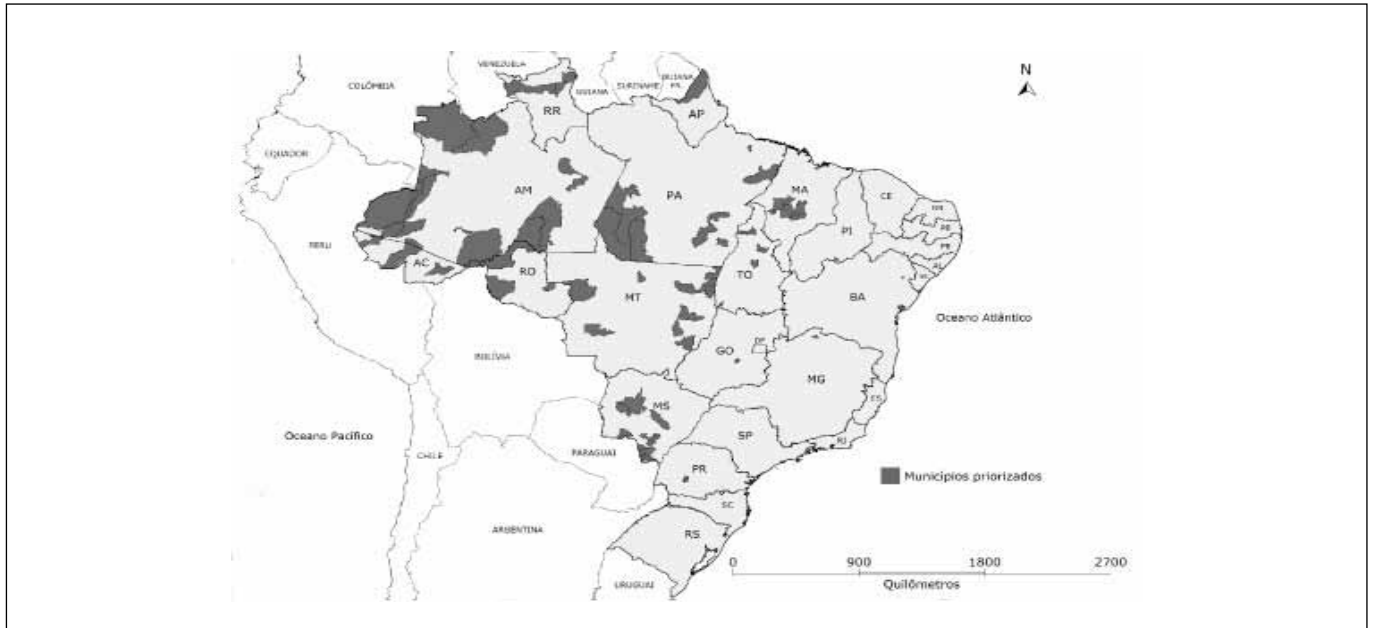 VENEZUELA
N
COLÔMBIA
GUIANA
SURINAME
GUIANA FR.
RR
AP
EQUADOR
AM
PA
MA
CE
RN
PB
PE
AL
PI
PERU
AC
RO
TO
BA
MT
Oceano Atlântico
BOLÍVIA
GO
DF
MG
ES
MS
Oceano Pacífico
SP
RJ
CHILE
PARAGUAI
PR
Municípios priorizados
SC
ARGENTINA
RS
0 900 1800 2700
Quilômetros
URUGUAI